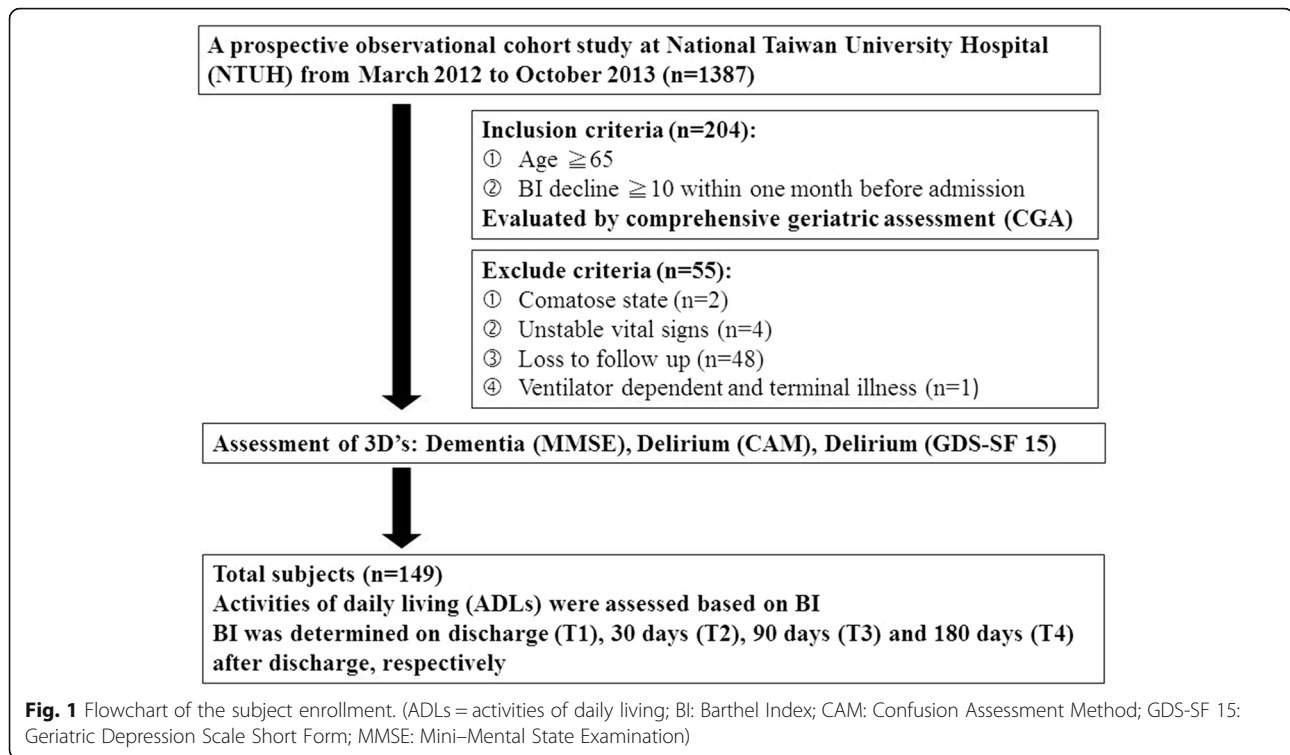 A prospective observational cohort study at National Taiwan University Hospital
(NTUH) from March 2012 to October 2013 (n=1387)
Inclusion criteria (n=204):
① Age ≧65
② BI decline ≧10 within one month before admission
Evaluated by comprehensive geriatric assessment (CGA)
Exclude criteria (n=55):
① Comatose state (n=2)
② Unstable vital signs (n=4)
③ Loss to follow up (n=48)
④ Ventilator dependent and terminal illness (n=1)
Assessment of 3D's: Dementia (MMSE), Delirium (CAM), Delirium (GDS-SF 15)
Total subjects (n=149)
Activities of daily living (ADLs) were assessed based on BI
BI was determined on discharge (T1), 30 days (T2), 90 days (T3) and 180 days (T4)
after discharge, respectively
Fig. 1 Flowchart of the subject enrollment. (ADLs = activities of daily living; BI: Barthel Index; CAM: Confusion Assessment Method; GDS-SF 15:
Geriatric Depression Scale Short Form; MMSE: Mini–Mental State Examination)